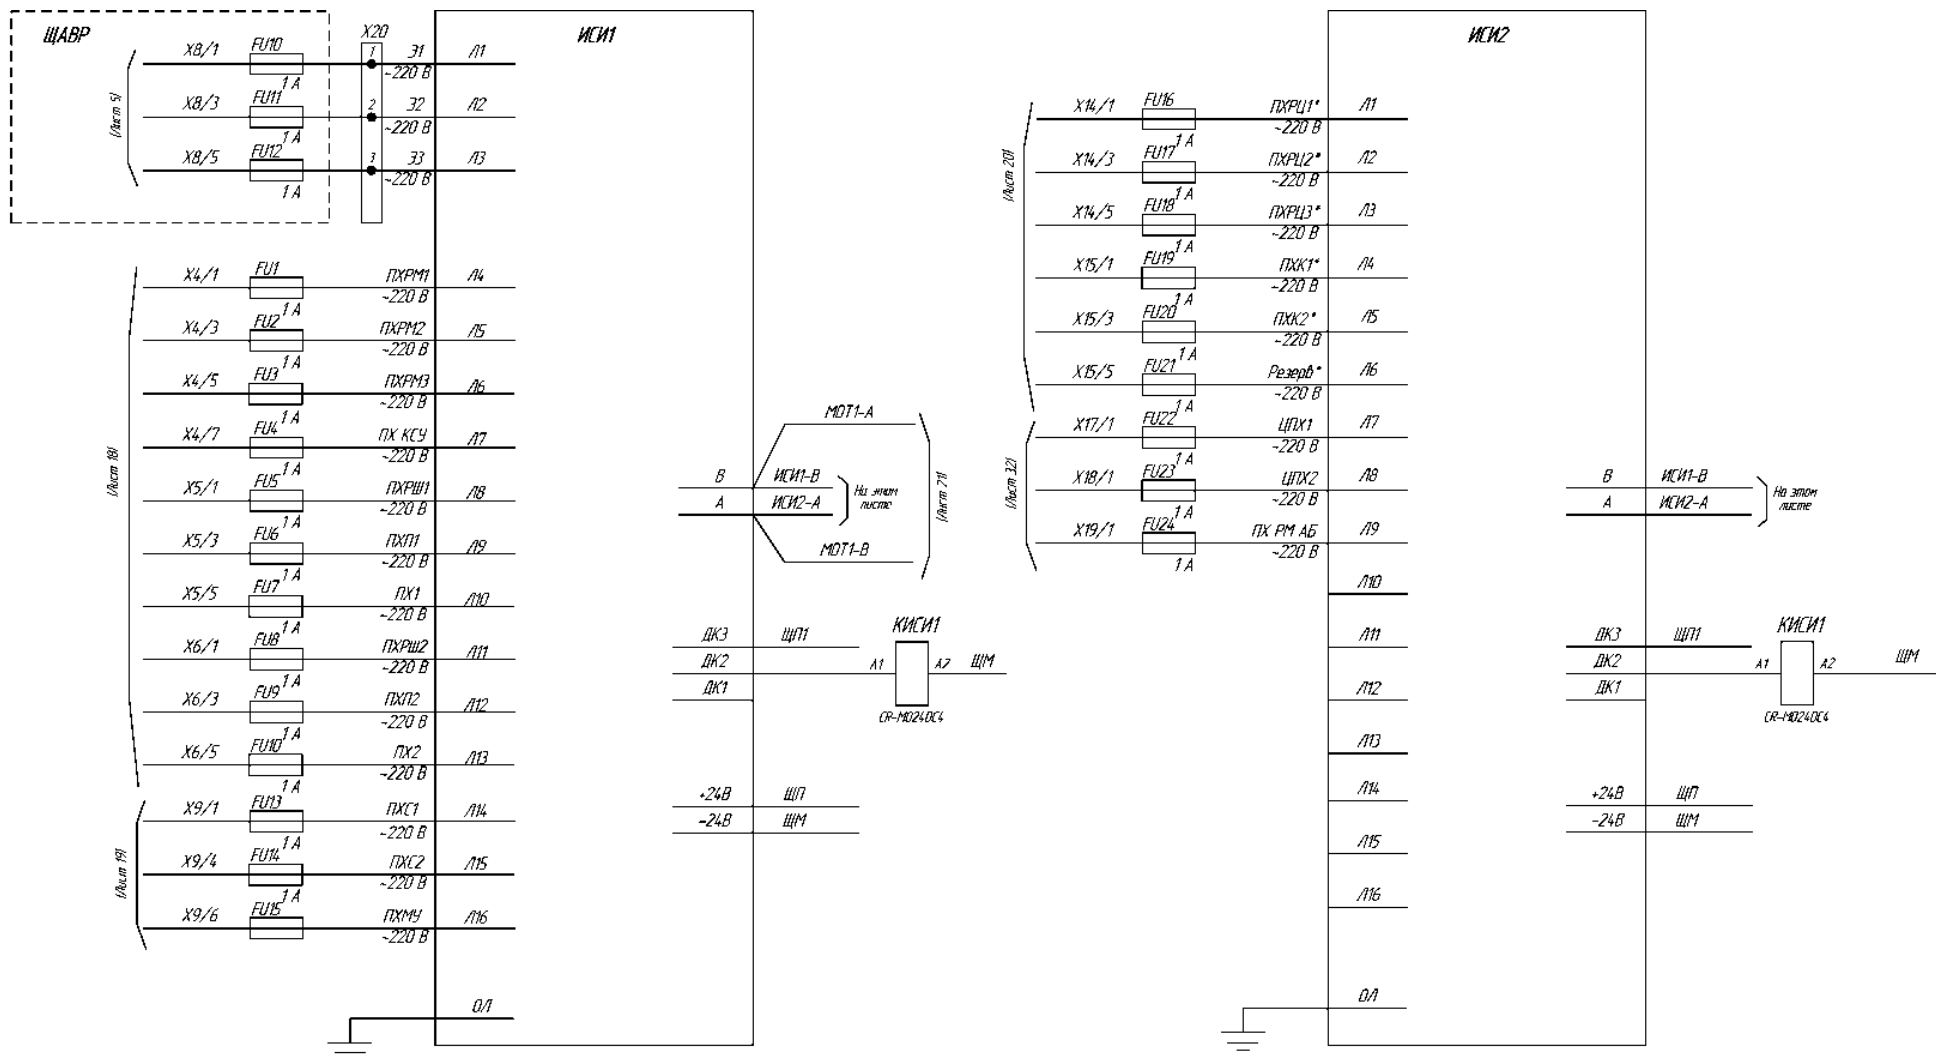 ЩАВР
(Лист 5)
X8/1 FU10 1 А X20 1 Э1 ~220 В Л1
X8/3 FU11 1 А 2 Э2 ~220 В Л2
X8/5 FU12 1 А 3 Э3 ~220 В Л3
ИСИ1
(Лист 18)
X4/1 FU1 1 А ПХРМ1 ~220 В Л4
X4/3 FU2 1 А ПХРМ2 ~220 В Л5
X4/5 FU3 1 А ПХРМ3 ~220 В Л6
X4/7 FU4 1 А ПХ КСУ ~220 В Л7
X5/1 FU5 1 А ПХРШ1 ~220 В Л8
X5/3 FU6 1 А ПХП1 ~220 В Л9
X5/5 FU7 1 А ПХ1 ~220 В Л10
X6/1 FU8 1 А ПХРШ2 ~220 В Л11
X6/3 FU9 1 А ПХП2 ~220 В Л12
X6/5 FU10 1 А ПХ2 ~220 В Л13
(Лист 19)
X9/1 FU13 1 А ПХС1 ~220 В Л14
X9/4 FU14 1 А ПХС2 ~220 В Л15
X9/6 FU15 ПХМУ ~220 В Л16
0Л
МОТ1-А
В ИСИ1-В
А ИСИ2-А
На этом
листе
МОТ1-В
(Лист 21)
ДК3 ЩП1
ДК2
ДК1
КИСИ1
А1 А2 ЩМ
CR-M024DC4
+24В ЩП
-24В ЩМ
ИСИ2
(Лист 20)
X14/1 FU16 1 А ПХРЦ1* ~220 В Л1
X14/3 FU17 1 А ПХРЦ2* ~220 В Л2
X14/5 FU18 1 А ПХРЦ3* ~220 В Л3
X15/1 FU19 1 А ПХК1* ~220 В Л4
X15/3 FU20 1 А ПХК2* ~220 В Л5
X15/5 FU21 1 А Резерв* ~220 В Л6
(Лист 32)
X17/1 FU22 1 А ЦПХ1 ~220 В Л7
X18/1 FU23 1 А ЦПХ2 ~220 В Л8
X19/1 FU24 1 А ПХ РМ АБ ~220 В Л9
Л10
Л11
Л12
Л13
Л14
Л15
Л16
0Л
В ИСИ1-В
А ИСИ2-А
На этом
листе
ДК3 ЩП1
ДК2
ДК1
КИСИ1
А1 А2 ЩМ
CR-M024DC4
+24В ЩП
-24В ЩМ